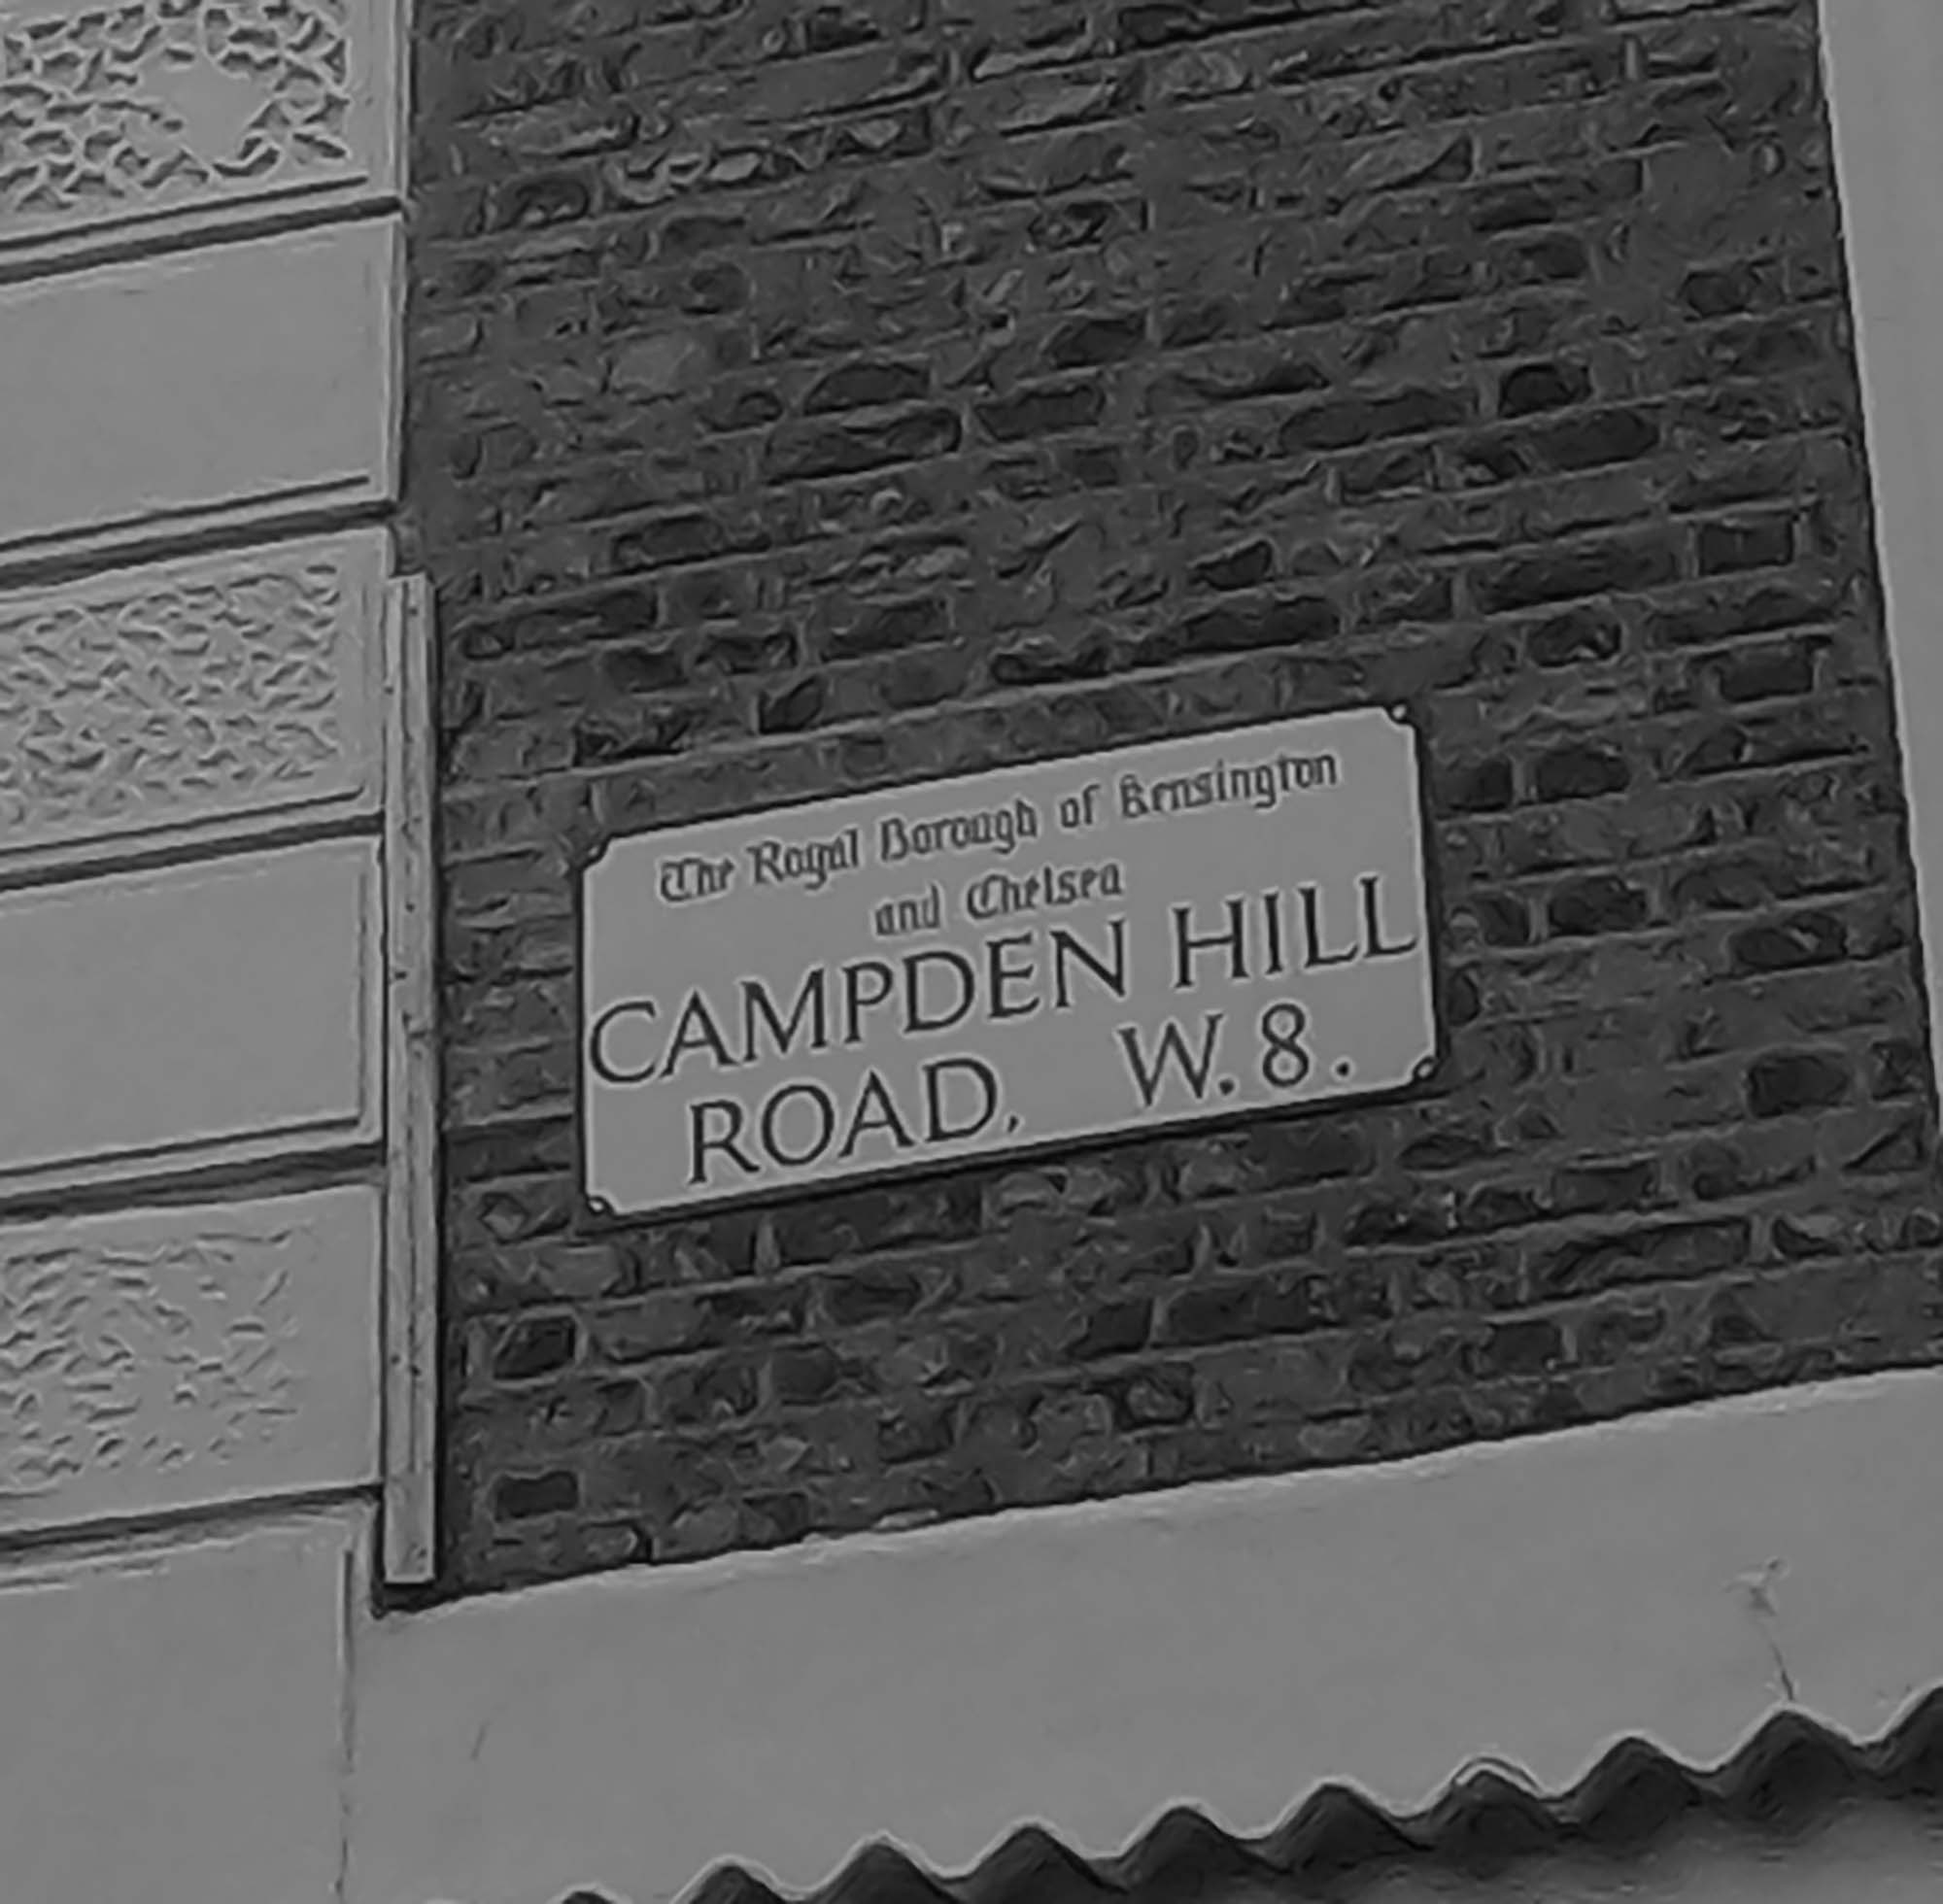 The Royal Borough of Kensington
and Chelsea
CAMPDEN HILL
ROAD, W.8.